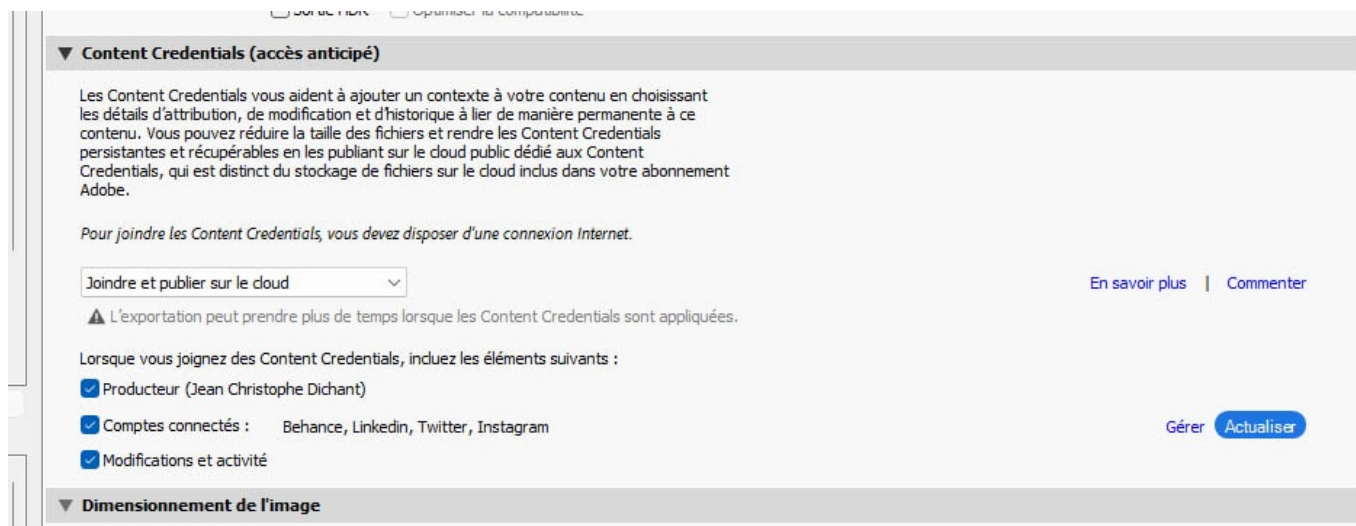 Sortie HDR Optimiser la compatibilité
Content Credentials (accès anticipé)
Les Content Credentials vous aident à ajouter un contexte à votre contenu en choisissant
les détails d'attribution, de modification et d'historique à lier de manière permanente à ce
contenu. Vous pouvez réduire la taille des fichiers et rendre les Content Credentials
persistantes et récupérables en les publiant sur le cloud public dédié aux Content
Credentials, qui est distinct du stockage de fichiers sur le cloud inclus dans votre abonnement
Adobe.
Pour joindre les Content Credentials, vous devez disposer d'une connexion Internet.
Joindre et publier sur le cloud En savoir plus | Commenter
L'exportation peut prendre plus de temps lorsque les Content Credentials sont appliquées.
Lorsque vous joignez des Content Credentials, incluez les éléments suivants :
Producteur (Jean Christophe Dichant)
Comptes connectés : Behance, Linkedin, Twitter, Instagram Gérer Actualiser
Modifications et activité
Dimensionnement de l'image